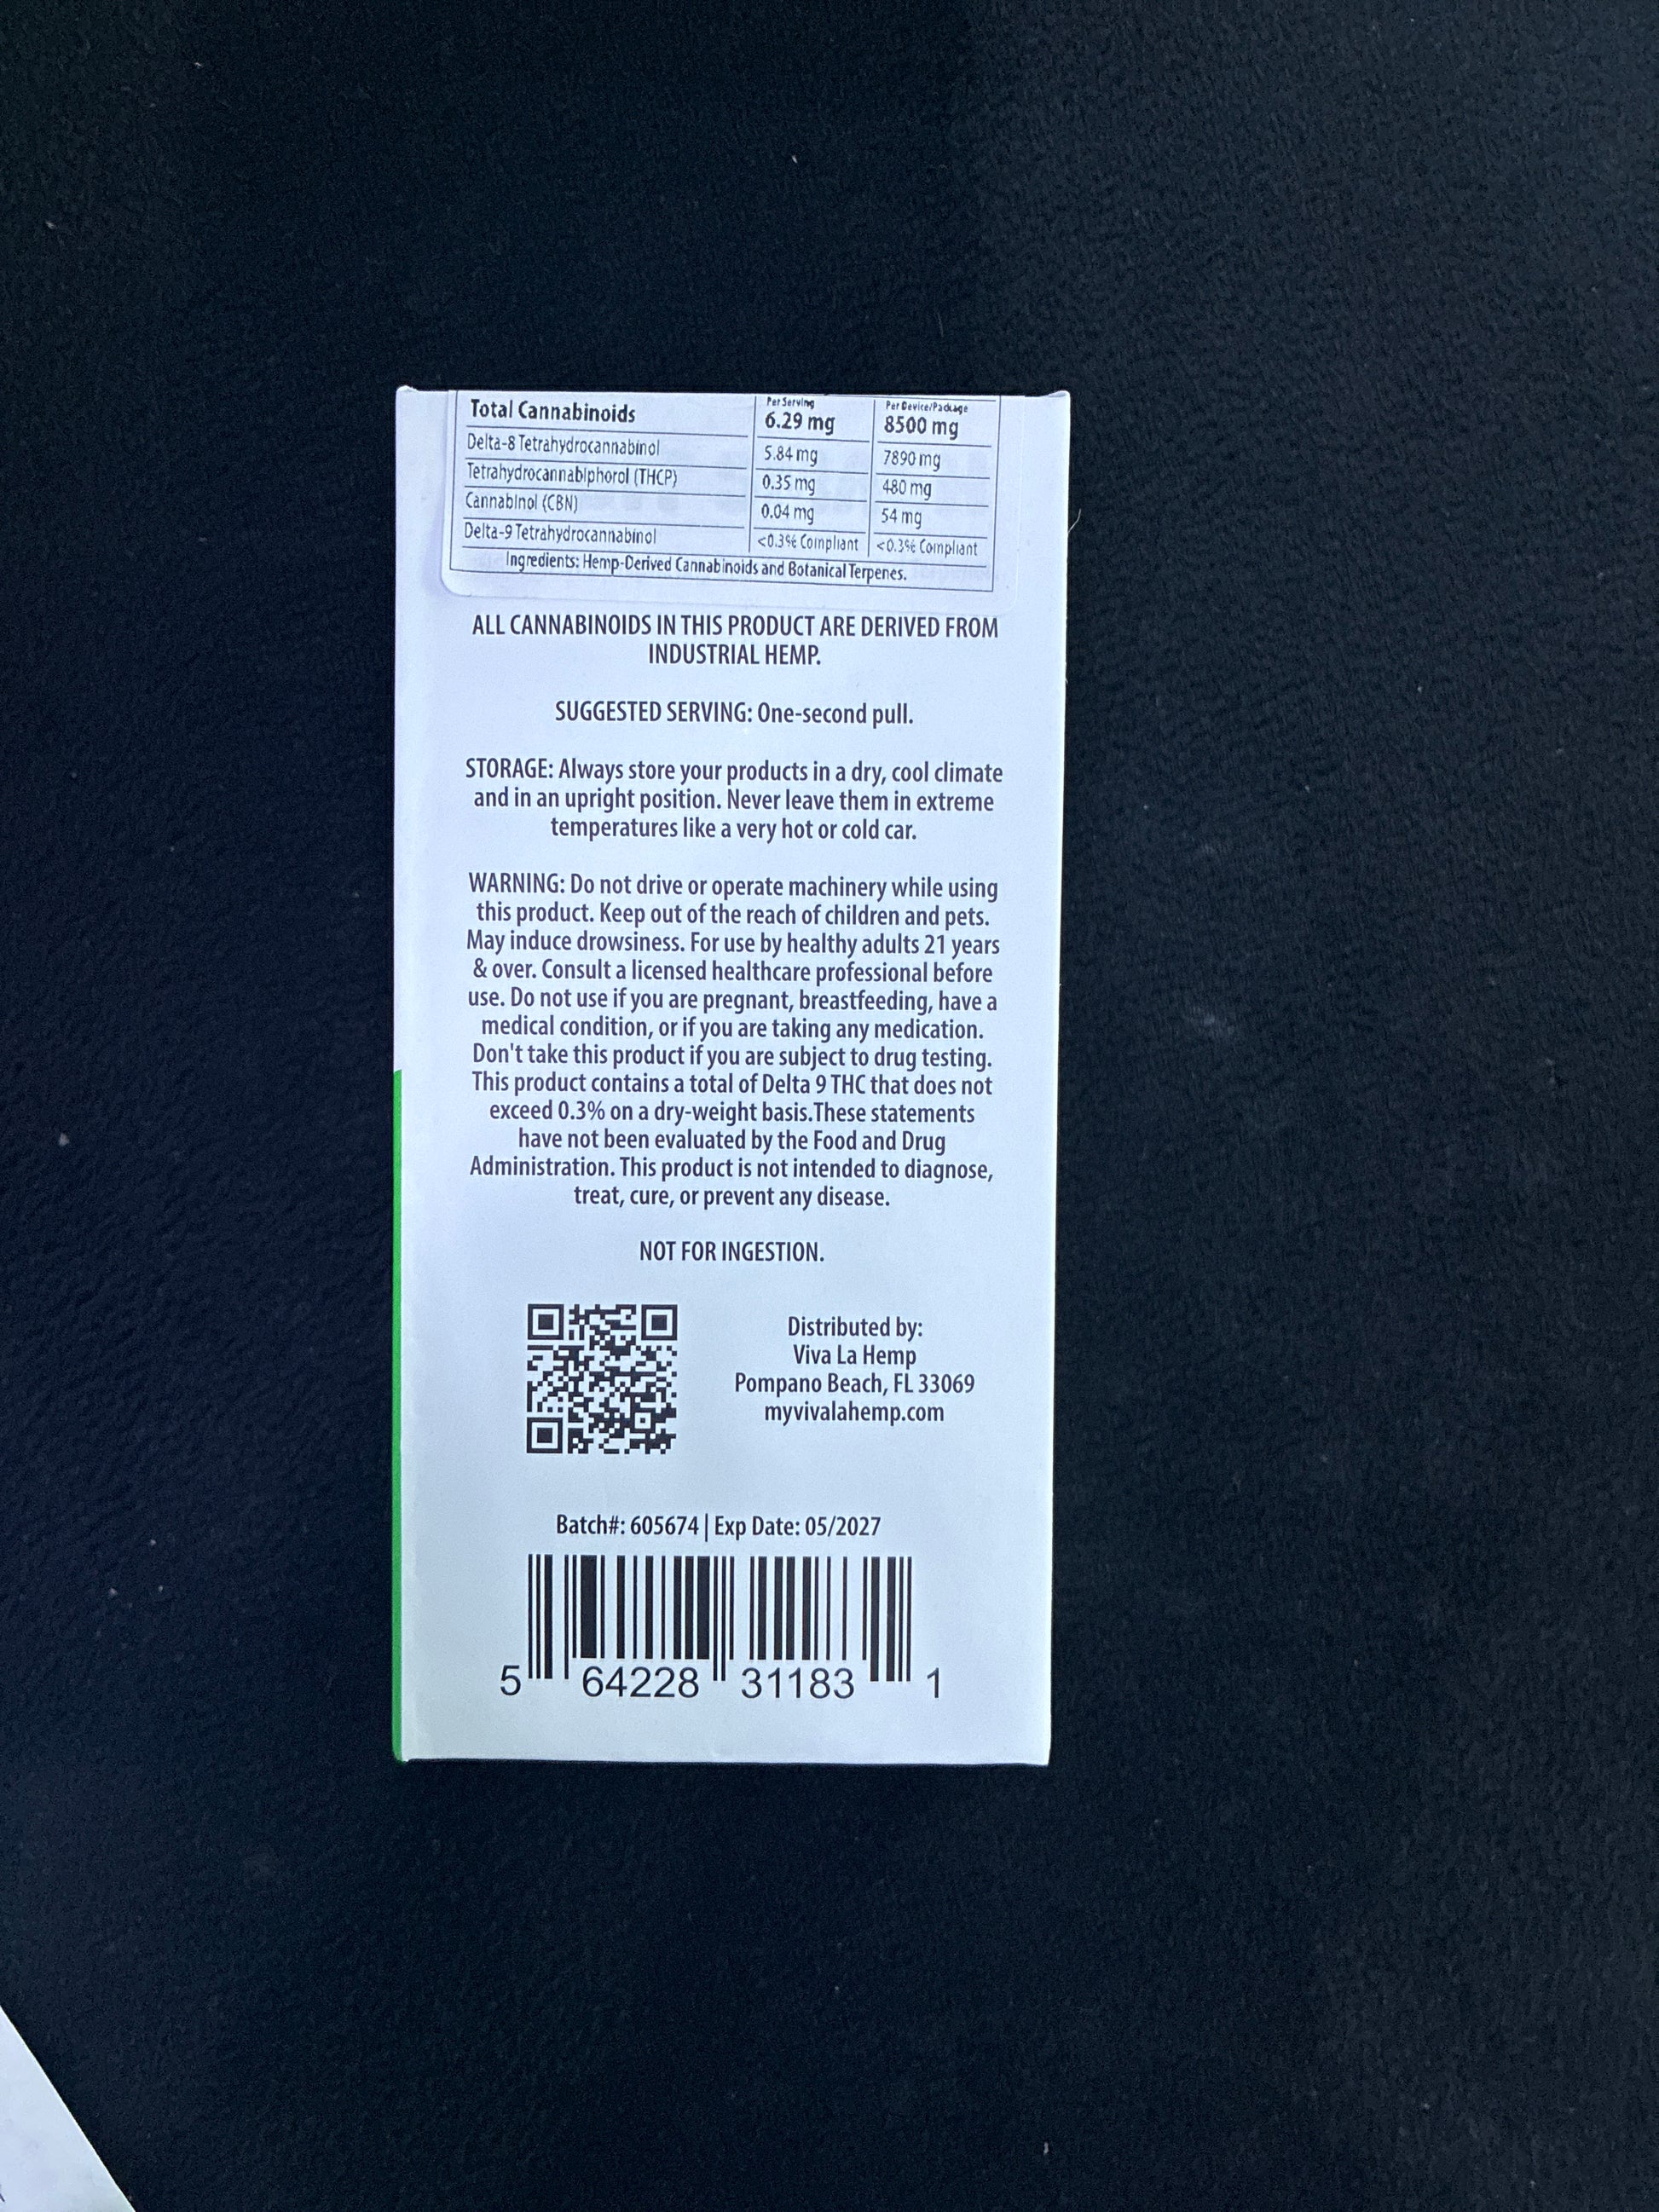 Per Serving Per Device/Package
Total Cannabinoids 6.29 mg 8500 mg
Delta-8 Tetrahydrocannabinol 5.84 mg 7890 mg
Tetrahydrocannabiphorol (THCP) 0.35 mg 480 mg
Cannabinol (CBN) 0.04 mg 54 mg
Delta-9 Tetrahydrocannabinol <0.3% Compliant <0.3% Compliant
Ingredients: Hemp-Derived Cannabinoids and Botanical Terpenes.
ALL CANNABINOIDS IN THIS PRODUCT ARE DERIVED FROM
INDUSTRIAL HEMP.
SUGGESTED SERVING: One-second pull.
STORAGE: Always store your products in a dry, cool climate
and in an upright position. Never leave them in extreme
temperatures like a very hot or cold car.
WARNING: Do not drive or operate machinery while using
this product. Keep out of the reach of children and pets.
May induce drowsiness. For use by healthy adults 21 years
& over. Consult a licensed healthcare professional before
use. Do not use if you are pregnant, breastfeeding, have a
medical condition, or if you are taking any medication.
Don't take this product if you are subject to drug testing.
This product contains a total of Delta 9 THC that does not
exceed 0.3% on a dry-weight basis.These statements
have not been evaluated by the Food and Drug
Administration. This product is not intended to diagnose,
treat, cure, or prevent any disease.
NOT FOR INGESTION.
Distributed by:
Viva La Hemp
Pompano Beach, FL 33069
myvivalahemp.com
Batch#: 605674 | Exp Date: 05/2027
5 64228 31183 1